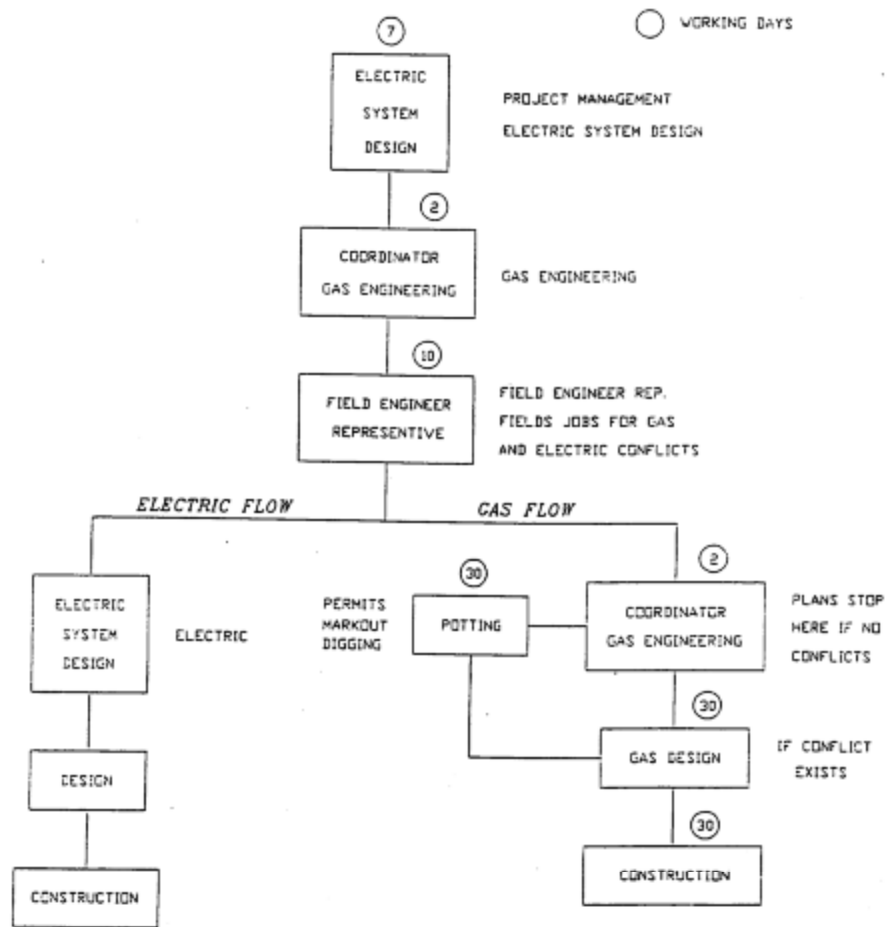 WORKING DAYS
7
ELECTRIC
SYSTEM
DESIGN
PROJECT MANAGEMENT
ELECTRIC SYSTEM DESIGN
2
COORDINATOR
GAS ENGINEERING
GAS ENGINEERING
10
FIELD ENGINEER
REPRESENTIVE
FIELD ENGINEER REP.
FIELDS JOBS FOR GAS
AND ELECTRIC CONFLICTS
ELECTRIC FLOW
GAS FLOW
ELECTRIC
SYSTEM
DESIGN
ELECTRIC
PERMITS
MARKOUT
DIGGING
30
POTTING
2
COORDINATOR
GAS ENGINEERING
PLANS STOP
HERE IF NO
CONFLICTS
DESIGN
30
GAS DESIGN
IF CONFLICT
EXISTS
CONSTRUCTION
30
CONSTRUCTION